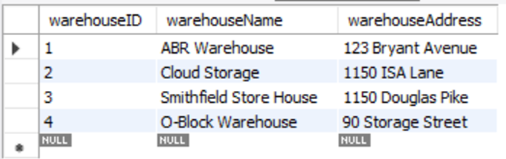 warehouseID warehouseName warehouseAddress
1 ABR Warehouse 123 Bryant Avenue
2 Cloud Storage 1150 ISA Lane
3 Smithfield Store House 1150 Douglas Pike
4 O-Block Warehouse 90 Storage Street
NULL NULL NULL